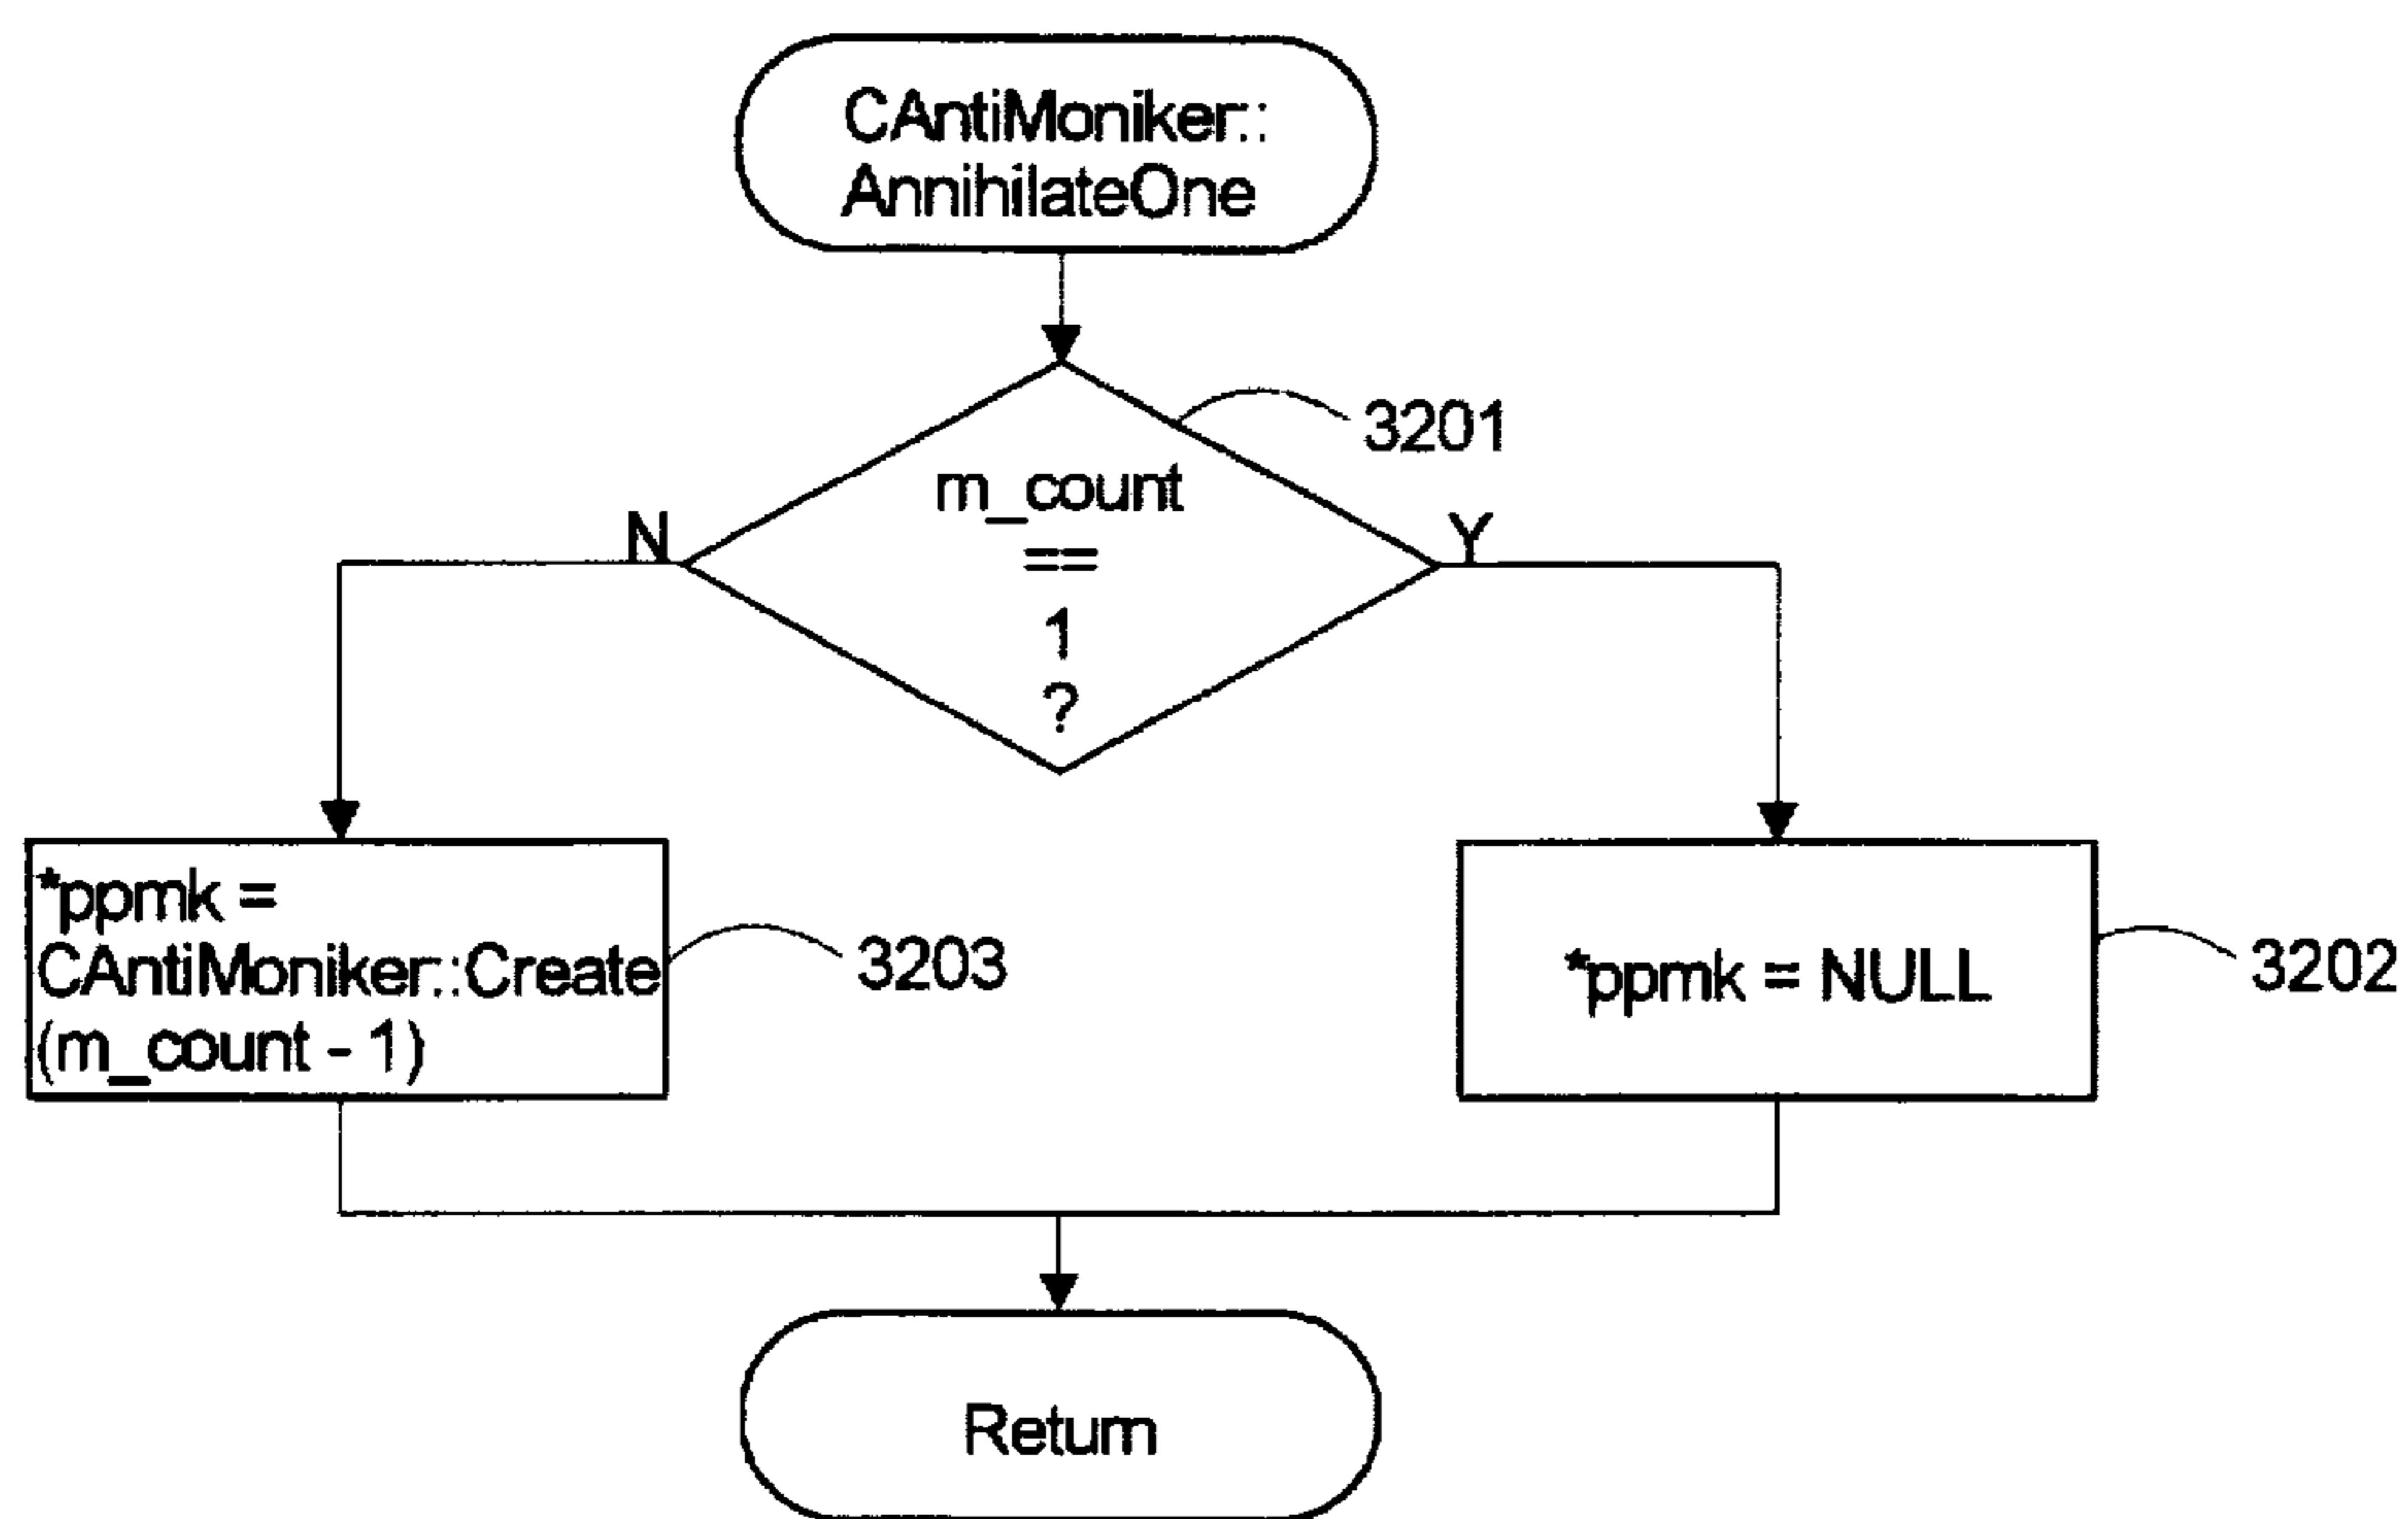 CAntiMoniker::
AnnihilateOne
3201
m_count
==
1
?
N
Y
*ppmk =
CAntiMoniker::Create
(m_count - 1)
3203
*ppmk = NULL
3202
Return